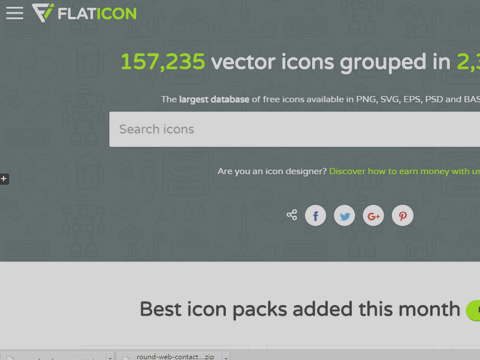 FLATICON
157,235 vector icons grouped in 2,
The largest database of free icons available in PNG, SVG, EPS, PSD and BAS
Search icons
Are you an icon designer? Discover how to earn money with us
Best icon packs added this month
round-web-contact....zip